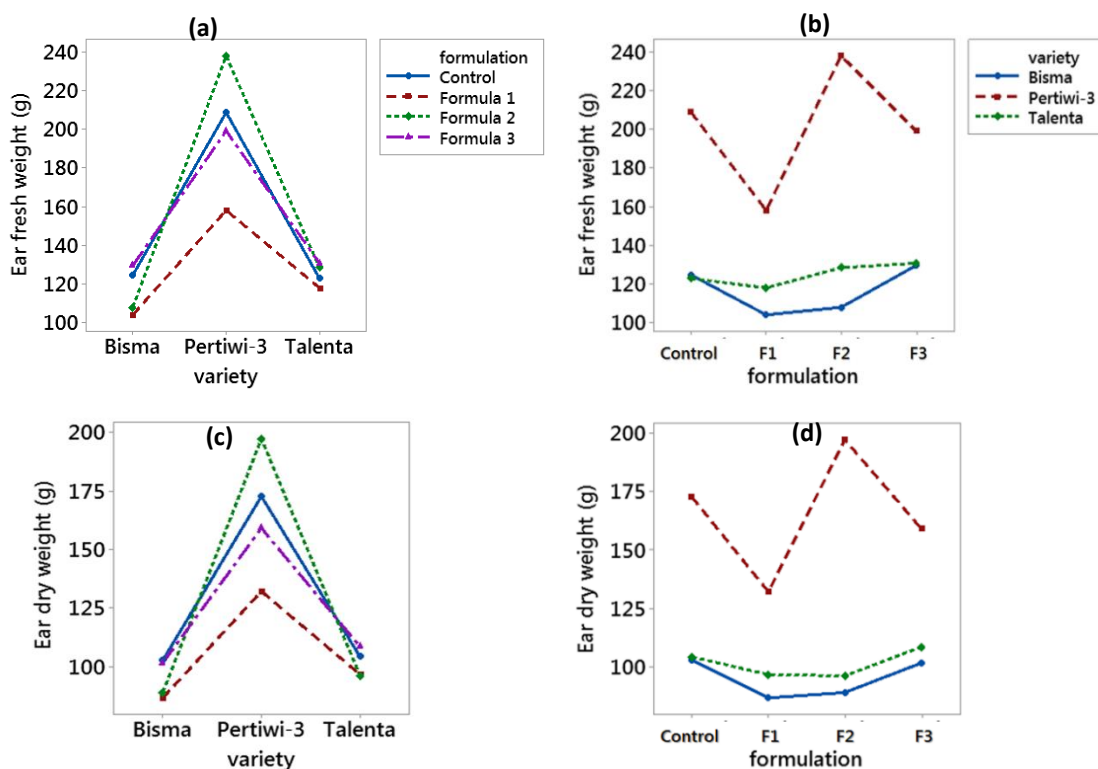 (a)
Ear fresh weight (g)
240
220
200
180
160
140
120
100
Bisma Pertiwi-3 Talenta
variety
formulation
Control
Formula 1
Formula 2
Formula 3
(b)
Ear fresh weight (g)
240
220
200
180
160
140
120
100
Control F1 F2 F3
formulation
variety
Bisma
Pertiwi-3
Talenta
(c)
Ear dry weight (g)
200
175
150
125
100
Bisma Pertiwi-3 Talenta
variety
(d)
Ear dry weight (g)
200
175
150
125
100
Control F1 F2 F3
formulation